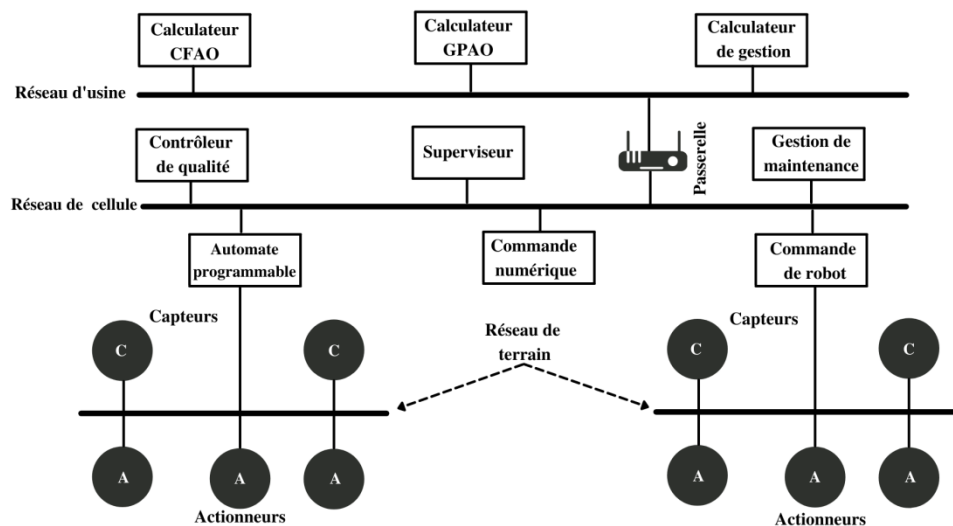 Calculateur
CFAO
Calculateur
GPAO
Calculateur
de gestion
Réseau d'usine
Contrôleur
de qualité
Superviseur
Passerelle
Gestion de
maintenance
Réseau de cellule
Automate
programmable
Commande
numérique
Commande
de robot
Capteurs
Réseau de
terrain
Capteurs
C
C
C
C
A
A
A
A
A
A
Actionneurs
Actionneurs